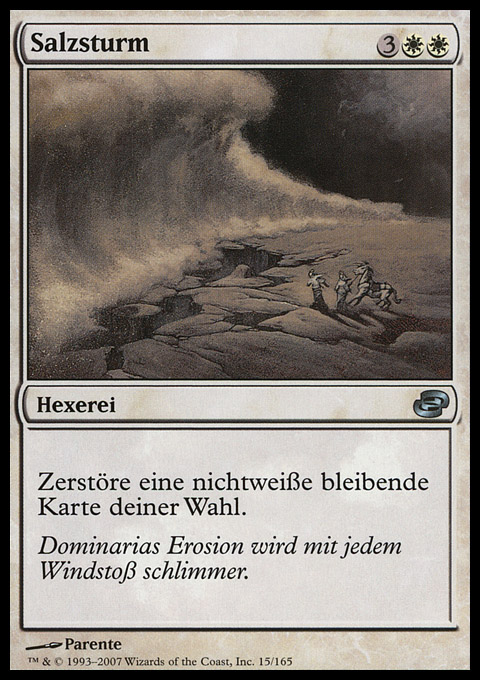 Salzsturm 3
Hexerei
Zerstöre eine nichtweiße bleibende
Karte deiner Wahl.
Dominarias Erosion wird mit jedem
Windstoß schlimmer.
Parente
™ & © 1993–2007 Wizards of the Coast, Inc. 15/165